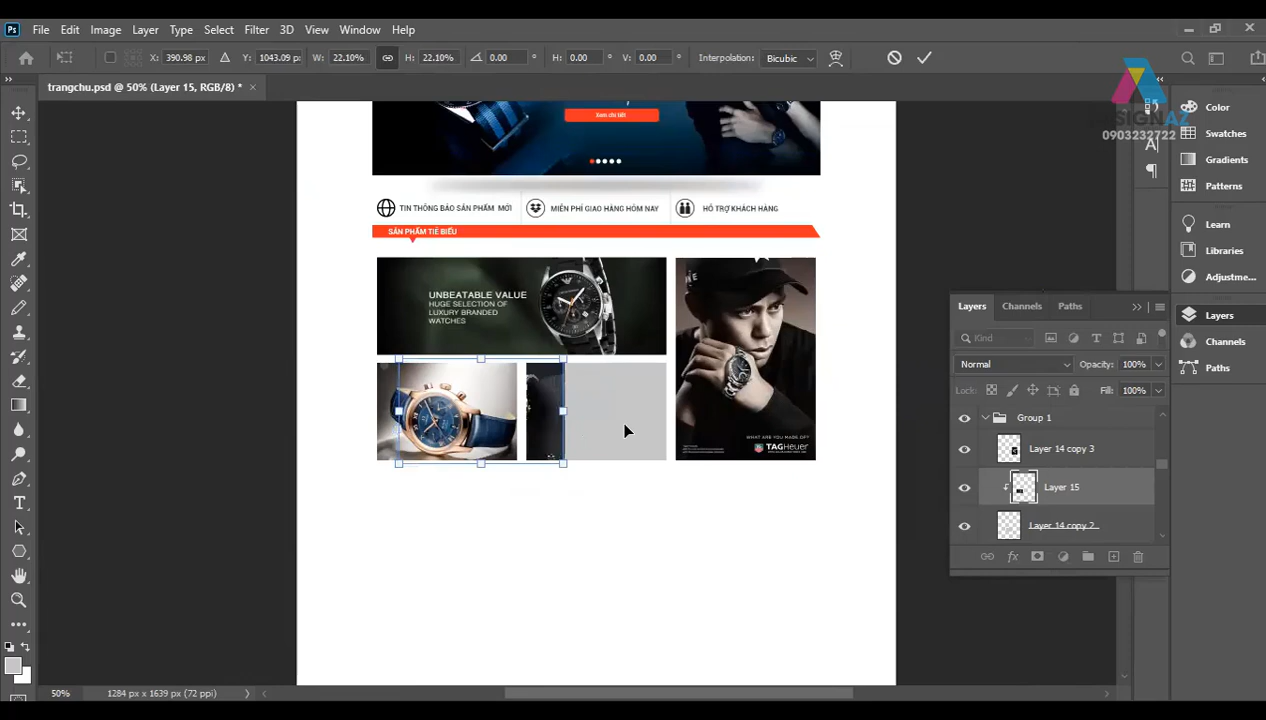 Ps File Edit Image Layer Type Select Filter 3D View Window Help
X: 390.98 px Y: 1043.09 px W: 22.10% H: 22.10% 0.00 ° H: 0.00 ° V: 0.00 ° Interpolation: Bicubic
trangchu.psd @ 50% (Layer 15, RGB/8) *
0903232722
Color
Swatches
Gradients
Patterns
Learn
Libraries
Adjustme...
Layers
Channels
Paths
Xem chi tiết
TIN THÔNG BÁO SẢN PHẨM MỚI
MIỄN PHÍ GIAO HÀNG HÔM NAY
HỖ TRỢ KHÁCH HÀNG
SẢN PHẨM TIÊ BIỂU
UNBEATABLE VALUE
HUGE SELECTION OF
LUXURY BRANDED
WATCHES
WHAT ARE YOU MADE OF?
TAGHeuer
Layers Channels Paths
Kind
Normal Opacity: 100%
Lock: Fill: 100%
Group 1
Layer 14 copy 3
Layer 15
Layer 14 copy 2
50% 1284 px x 1639 px (72 ppi)